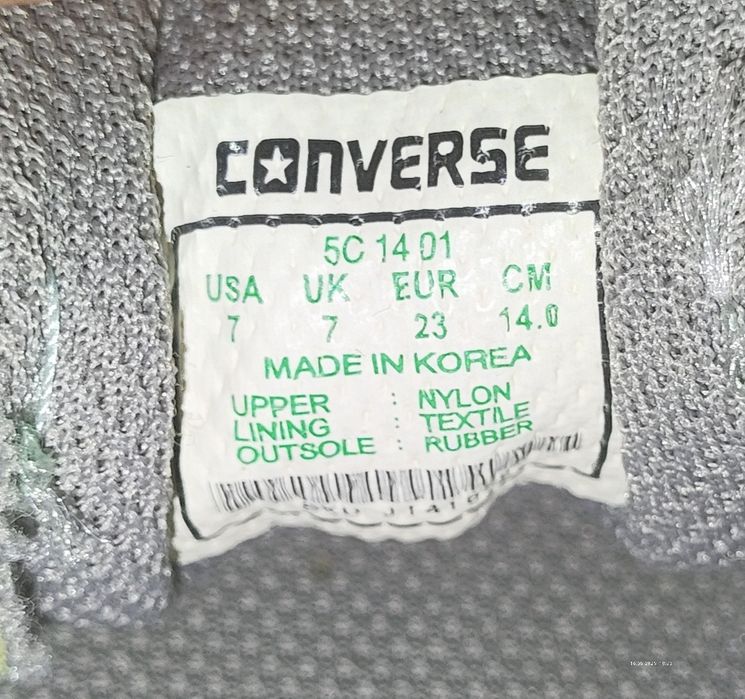 CONVERSE
5C 14 01
USA UK EUR CM
7 7 23 14.0
MADE IN KOREA
UPPER : NYLON
LINING : TEXTILE
OUTSOLE : RUBBER